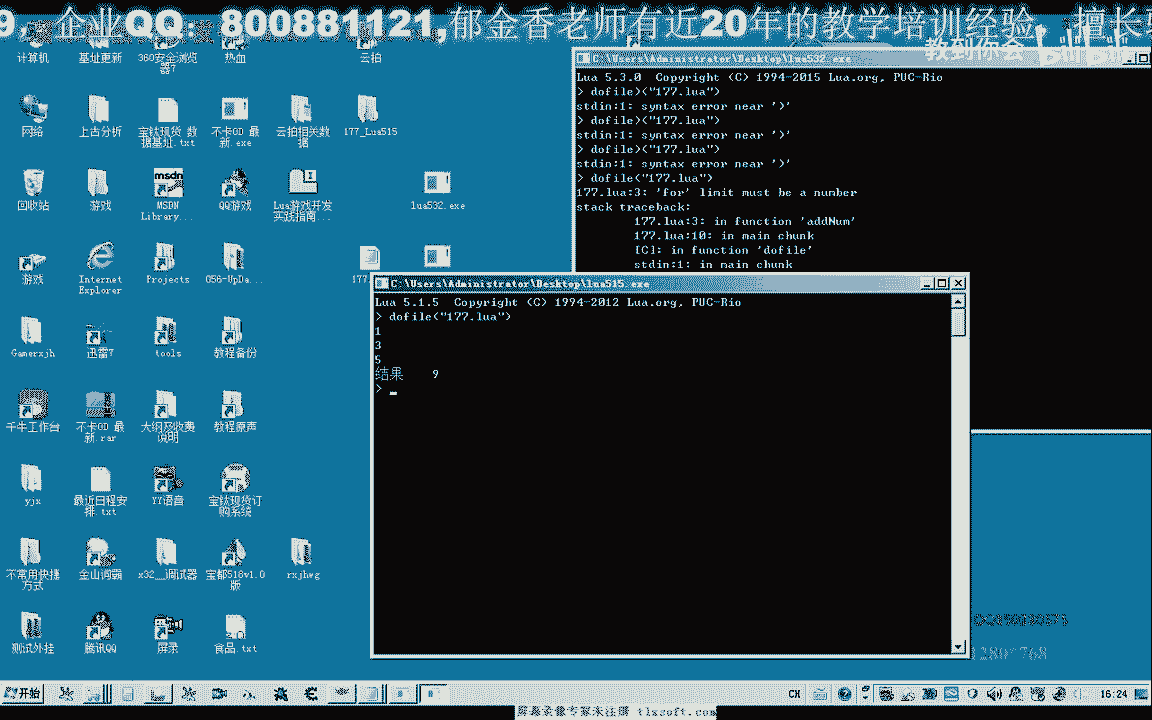 9，企业QQ：800881121,郁金香老师有近20年的教学培训经验，擅长
教到你会
计算机
基址更新
360安全浏览器7
热血
云拍
网络
上古分析
宝钛现货 数据基址.txt
不卡OD 最新.exe
云拍相关数据
177_Lua515
回收站
游戏
MSDN Library...
QQ游戏
Lua游戏开发实践指南...
lua532.exe
游戏
Internet Explorer
Projects
056-UpDa...
177.
Gamerxjh
迅雷7
tools
教程备份
千牛工作台
不卡OD 最新.rar
大纲及收费说明
教程原声
yjx
最近日程安排.txt
YY语音
宝钛现货订购系统
不常用快捷方式
金山词霸
x32__调试器
宝都518v1.0版
rxjhwg
测试外挂
腾讯QQ
屏录
食品.txt
C:\Users\Administrator\Desktop\lua532.exe
Lua 5.3.0  Copyright (C) 1994-2015 Lua.org, PUC-Rio
> dofile)("177.lua")
stdin:1: syntax error near ')'
> dofile)("177.lua")
stdin:1: syntax error near ')'
> dofile)("177.lua")
stdin:1: syntax error near ')'
> dofile("177.lua")
177.lua:3: 'for' limit must be a number
stack traceback:
177.lua:3: in function 'addNum'
177.lua:10: in main chunk
[C]: in function 'dofile'
stdin:1: in main chunk
C:\Users\Administrator\Desktop\lua515.exe
Lua 5.1.5  Copyright (C) 1994-2012 Lua.org, PUC-Rio
> dofile("177.lua")
1
3
5
结果    9
>
1280*768
开始
CH
16:24
屏幕录像专家未注册 tlxsoft.com